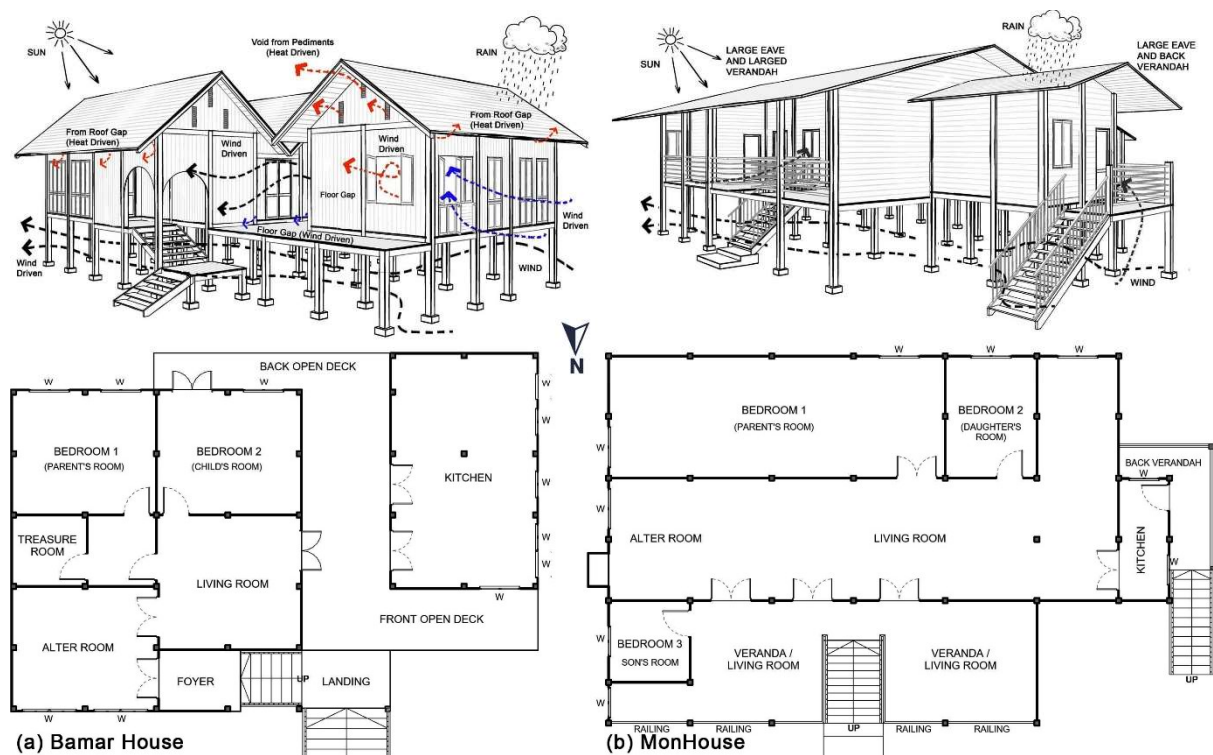 SUN
Void from Pediments
(Heat Driven)
RAIN
From Roof Gap
(Heat Driven)
Wind
Driven
Wind
Driven
From Roof Gap
(Heat Driven)
Floor Gap
Floor Gap (Wind Driven)
Wind
Driven
Wind
Driven
WIND
SUN
LARGE EAVE
AND LARGED
VERANDAH
RAIN
LARGE EAVE
AND BACK
VERANDAH
WIND
N
BACK OPEN DECK
W
W
W
BEDROOM 1
(PARENT'S ROOM)
BEDROOM 2
(CHILD'S ROOM)
KITCHEN
W
W
W
W
W
TREASURE
ROOM
LIVING ROOM
ALTER ROOM
FRONT OPEN DECK
FOYER
UP
LANDING
W
W
(a) Bamar House
W
W
W
W
BEDROOM 1
(PARENT'S ROOM)
BEDROOM 2
(DAUGHTER'S
ROOM)
BACK VERANDAH
W
W
ALTER ROOM
LIVING ROOM
KITCHEN
W
W
BEDROOM 3
SON'S ROOM
VERANDA /
LIVING ROOM
VERANDA /
LIVING ROOM
W
UP
RAILING
RAILING
UP
RAILING
RAILING
(b) MonHouse